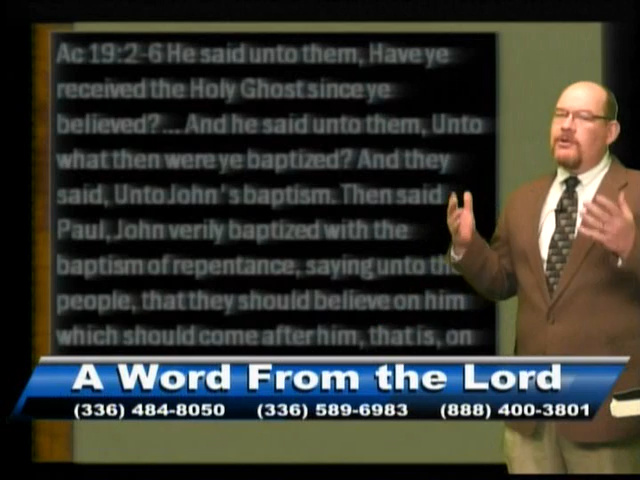 Ac 19:2-6 He said unto them, Have ye
received the Holy Ghost since ye
believed?... And he said unto them, Unto
what then were ye baptized? And they
said, Unto John's baptism. Then said
Paul, John verily baptized with the
baptism of repentance, saying unto the
people, that they should believe on him
which should come after him, that is, on
A Word From the Lord
(336) 484-8050 (336) 589-6983 (888) 400-3801